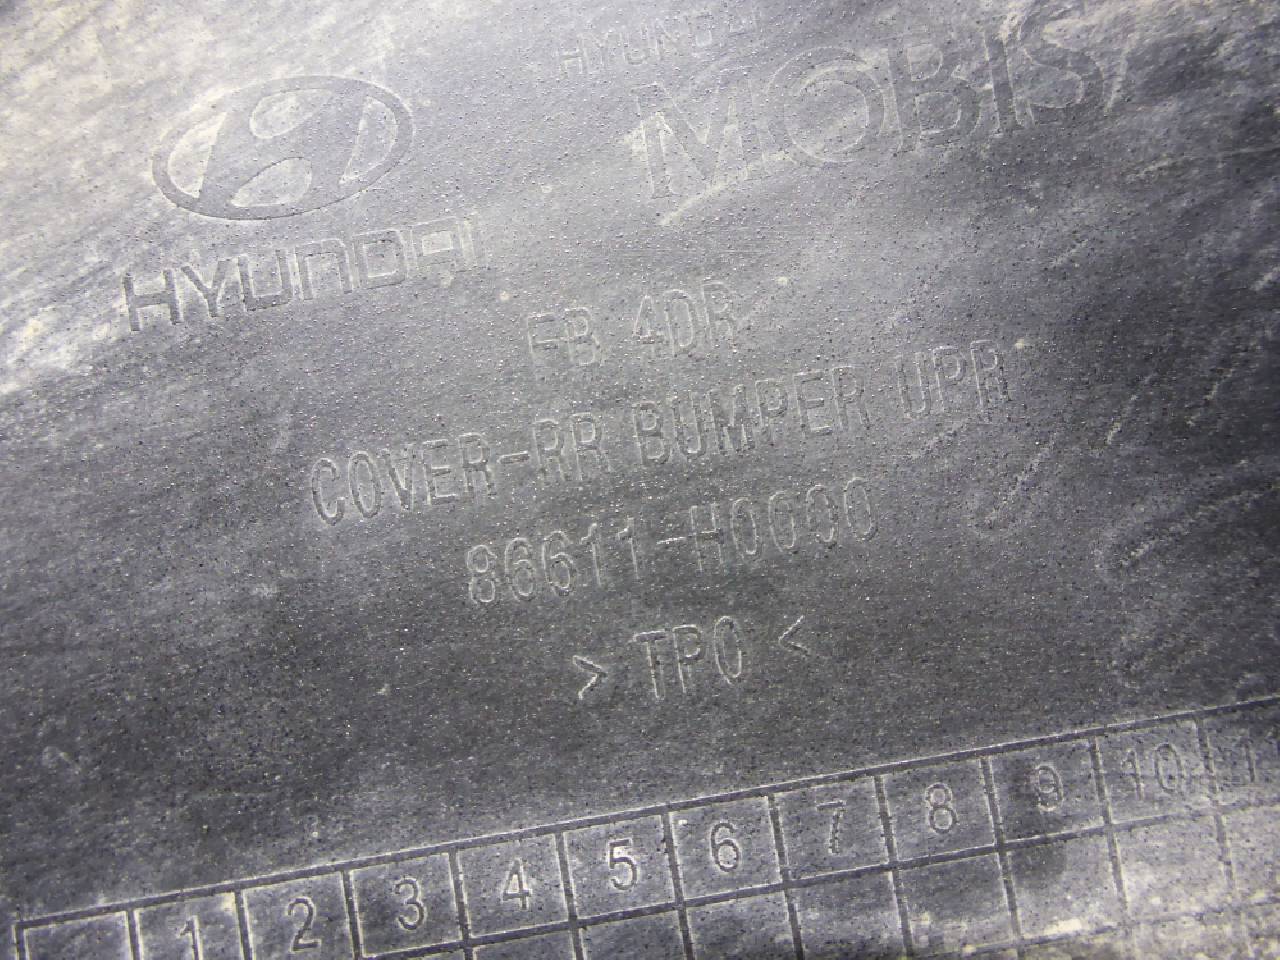 HYUNDAI
MOBIS
HYUNDAI
FB 4DR
COVER-RR BUMPER UPR
86611-H0000
> TPO <
1 2 3 4 5 6 7 8 9 10